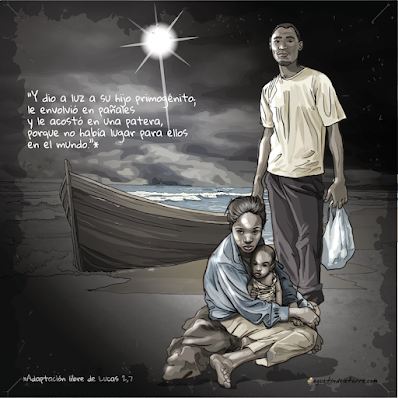 "Y dio a luz a su hijo primogénito,
le envolvió en pañales
y le acostó en una patera,
porque no había lugar para ellos
en el mundo."*
*Adaptación libre de Lucas 2,7